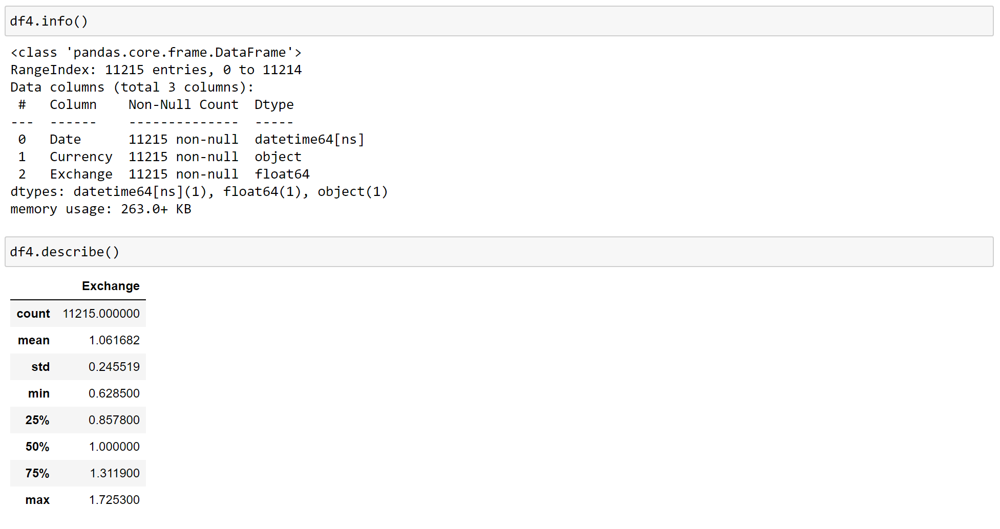 df4.info()
<class 'pandas.core.frame.DataFrame'>
RangeIndex: 11215 entries, 0 to 11214
Data columns (total 3 columns):
 #   Column    Non-Null Count  Dtype
---  ------    --------------  -----
 0   Date      11215 non-null  datetime64[ns]
 1   Currency  11215 non-null  object
 2   Exchange  11215 non-null  float64
dtypes: datetime64[ns](1), float64(1), object(1)
memory usage: 263.0+ KB
df4.describe()
Exchange
count 11215.000000
mean 1.061682
std 0.245519
min 0.628500
25% 0.857800
50% 1.000000
75% 1.311900
max 1.725300